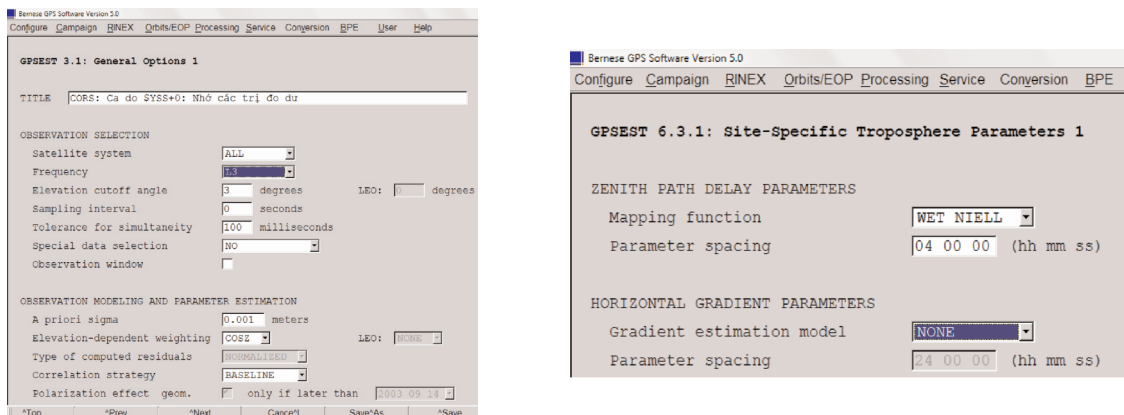 Bernese GPS Software Version 5.0
Configure Campaign RINEX Orbits/EOP Processing Service Conversion BPE User Help
GPSEST 3.1: General Options 1
TITLE CORS: Ca do $YSS+0: Nhớ các trị đo dư
OBSERVATION SELECTION
Satellite system ALL
Frequency L3
Elevation cutoff angle 3 degrees LEO: 0 degrees
Sampling interval 0 seconds
Tolerance for simultaneity 100 milliseconds
Special data selection NO
Observation window
OBSERVATION MODELING AND PARAMETER ESTIMATION
A priori sigma 0.001 meters
Elevation-dependent weighting COSZ LEO: NONE
Type of computed residuals NORMALIZED
Correlation strategy BASELINE
Polarization effect geom. only if later than 2003 09 14
^Top ^Prev ^Next Cance^l Save^As ^Save
Bernese GPS Software Version 5.0
Configure Campaign RINEX Orbits/EOP Processing Service Conversion BPE
GPSEST 6.3.1: Site-Specific Troposphere Parameters 1
ZENITH PATH DELAY PARAMETERS
Mapping function WET NIELL
Parameter spacing 04 00 00 (hh mm ss)
HORIZONTAL GRADIENT PARAMETERS
Gradient estimation model NONE
Parameter spacing 24 00 00 (hh mm ss)